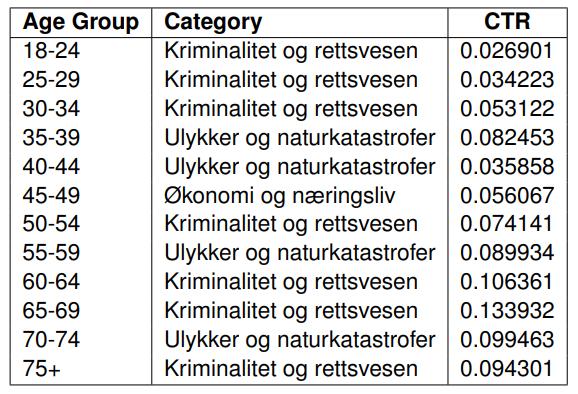 Age Group Category CTR
18-24 Kriminalitet og rettsvesen 0.026901
25-29 Kriminalitet og rettsvesen 0.034223
30-34 Kriminalitet og rettsvesen 0.053122
35-39 Ulykker og naturkatastrofer 0.082453
40-44 Ulykker og naturkatastrofer 0.035858
45-49 Økonomi og næringsliv 0.056067
50-54 Kriminalitet og rettsvesen 0.074141
55-59 Ulykker og naturkatastrofer 0.089934
60-64 Kriminalitet og rettsvesen 0.106361
65-69 Kriminalitet og rettsvesen 0.133932
70-74 Ulykker og naturkatastrofer 0.099463
75+ Kriminalitet og rettsvesen 0.094301